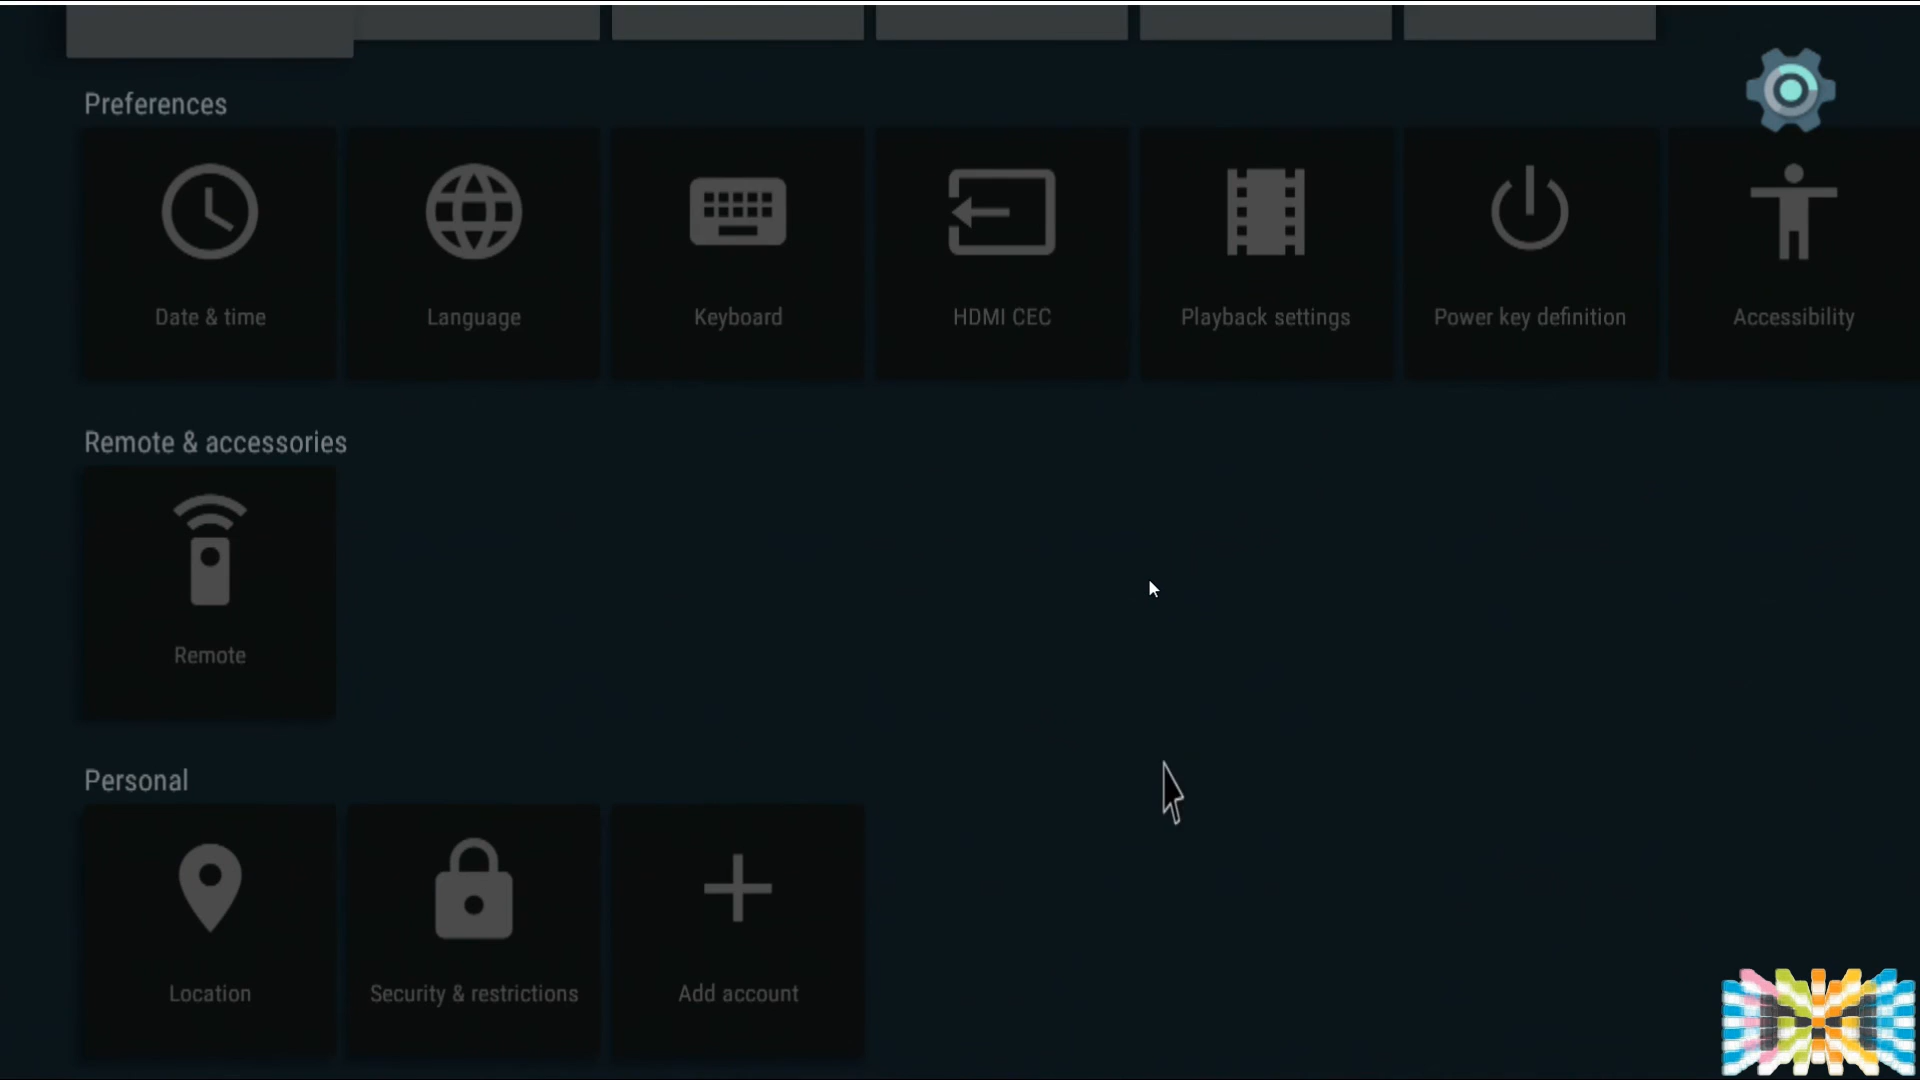 Preferences
Date & time
Language
Keyboard
HDMI CEC
Playback settings
Power key definition
Accessibility
Remote & accessories
Remote
Personal
Location
Security & restrictions
Add account